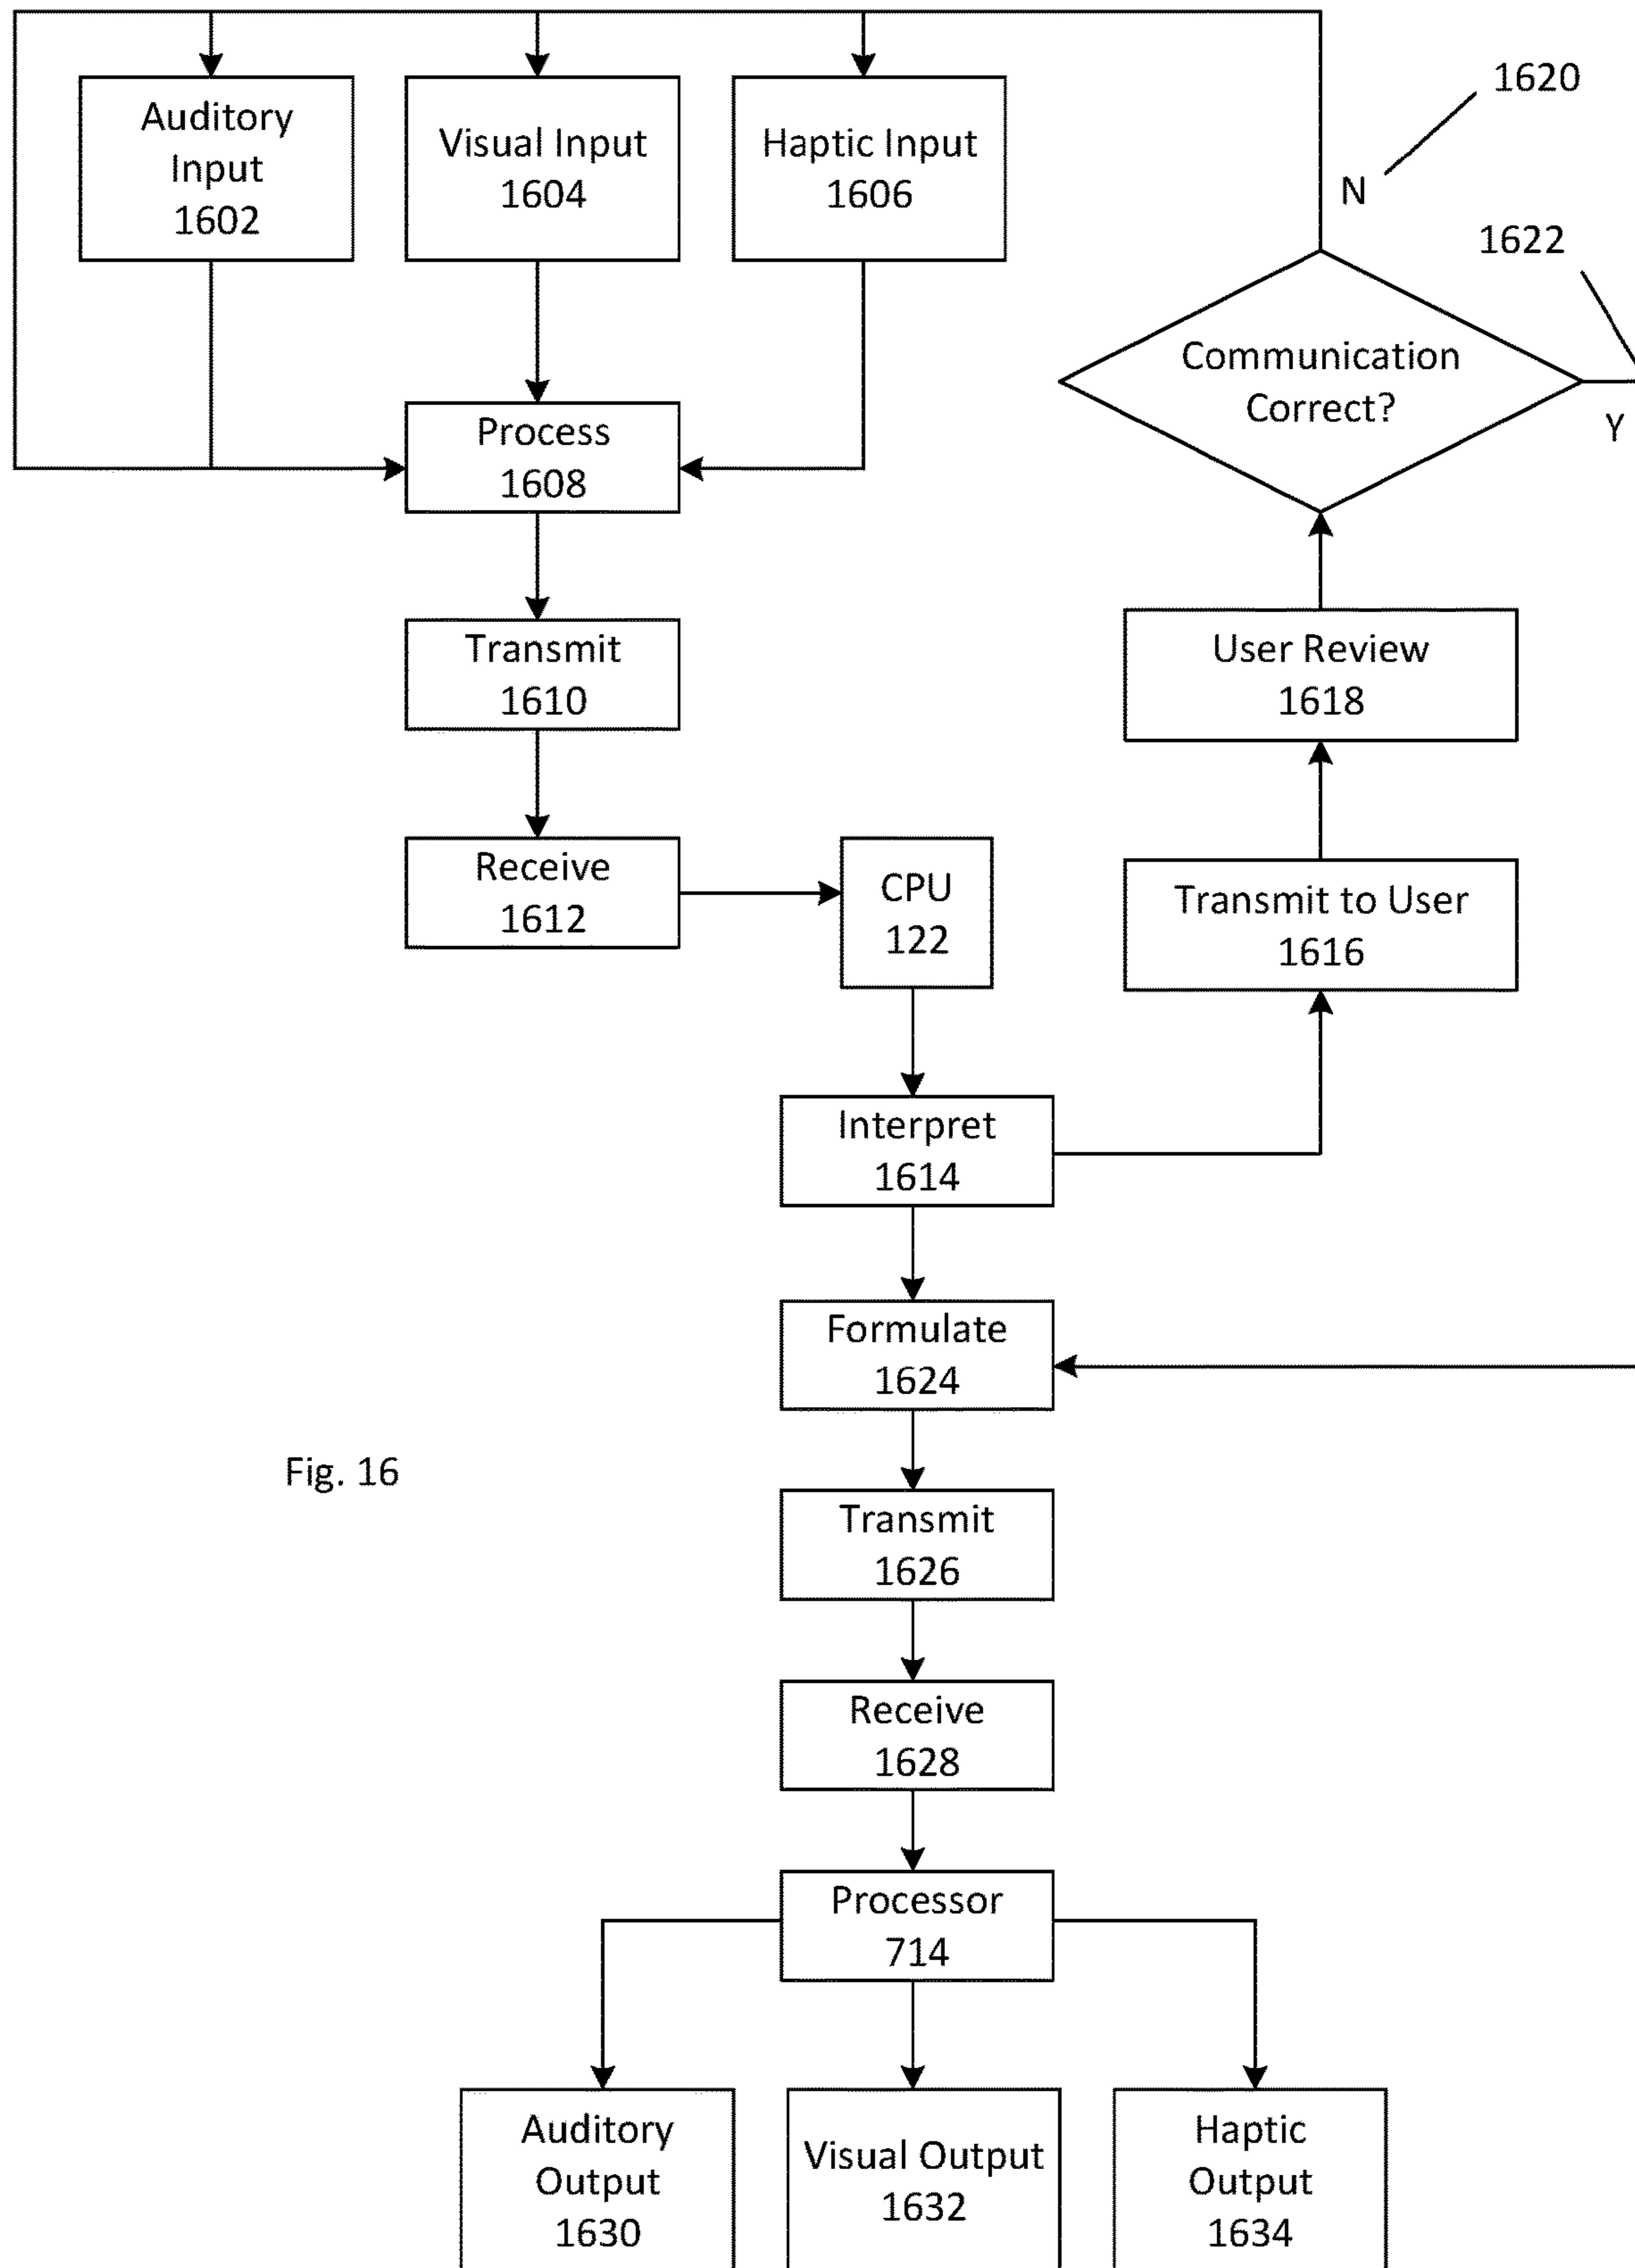 Auditory
Input
1602
Visual Input
1604
Haptic Input
1606
1620
N
1622
Communication
Correct?
Y
Process
1608
Transmit
1610
User Review
1618
Receive
1612
CPU
122
Transmit to User
1616
Interpret
1614
Formulate
1624
Fig. 16
Transmit
1626
Receive
1628
Processor
714
Auditory
Output
1630
Visual Output
1632
Haptic
Output
1634